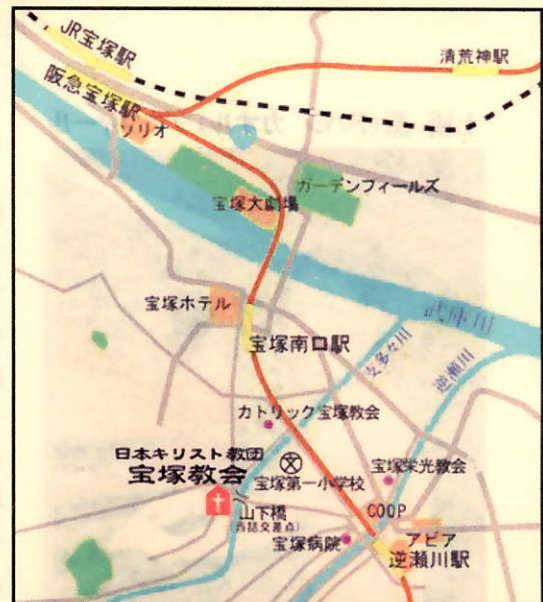 JR宝塚駅
清荒神駅
阪急宝塚駅
ソリオ
ガーデンフィールズ
宝塚大劇場
宝塚ホテル
武庫川
宝塚南口駅
支多々川
逆瀬川
カトリック宝塚教会
日本キリスト教団
宝塚教会
宝塚第一小学校
宝塚栄光教会
山下橋
(西詰交差点)
COOP
宝塚病院
アピア
逆瀬川駅